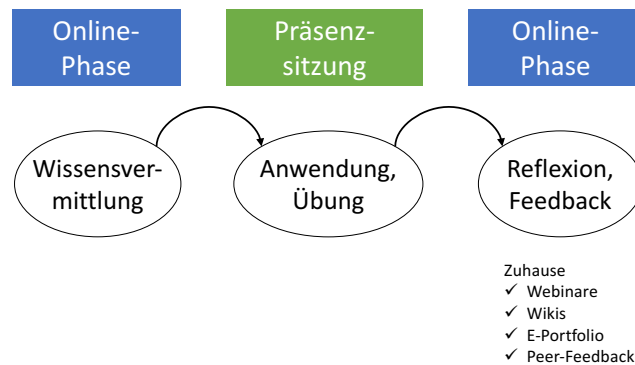 Online-
Phase
Präsenz-
sitzung
Online-
Phase
Wissensver-
mittlung
Anwendung,
Übung
Reflexion,
Feedback
Zuhause
✓ Webinare
✓ Wikis
✓ E-Portfolio
✓ Peer-Feedback